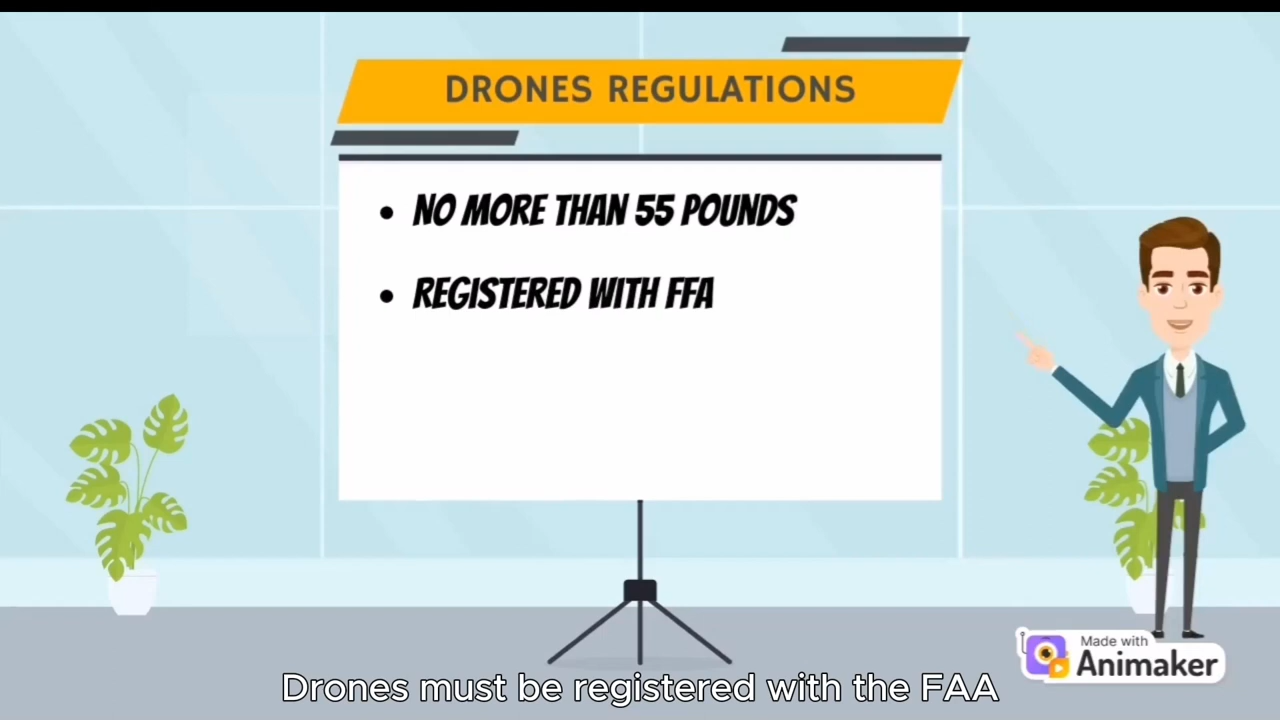 DRONES REGULATIONS
• NO MORE THAN 55 POUNDS
• REGISTERED WITH FFA
Made with
Animaker
Drones must be registered with the FAA